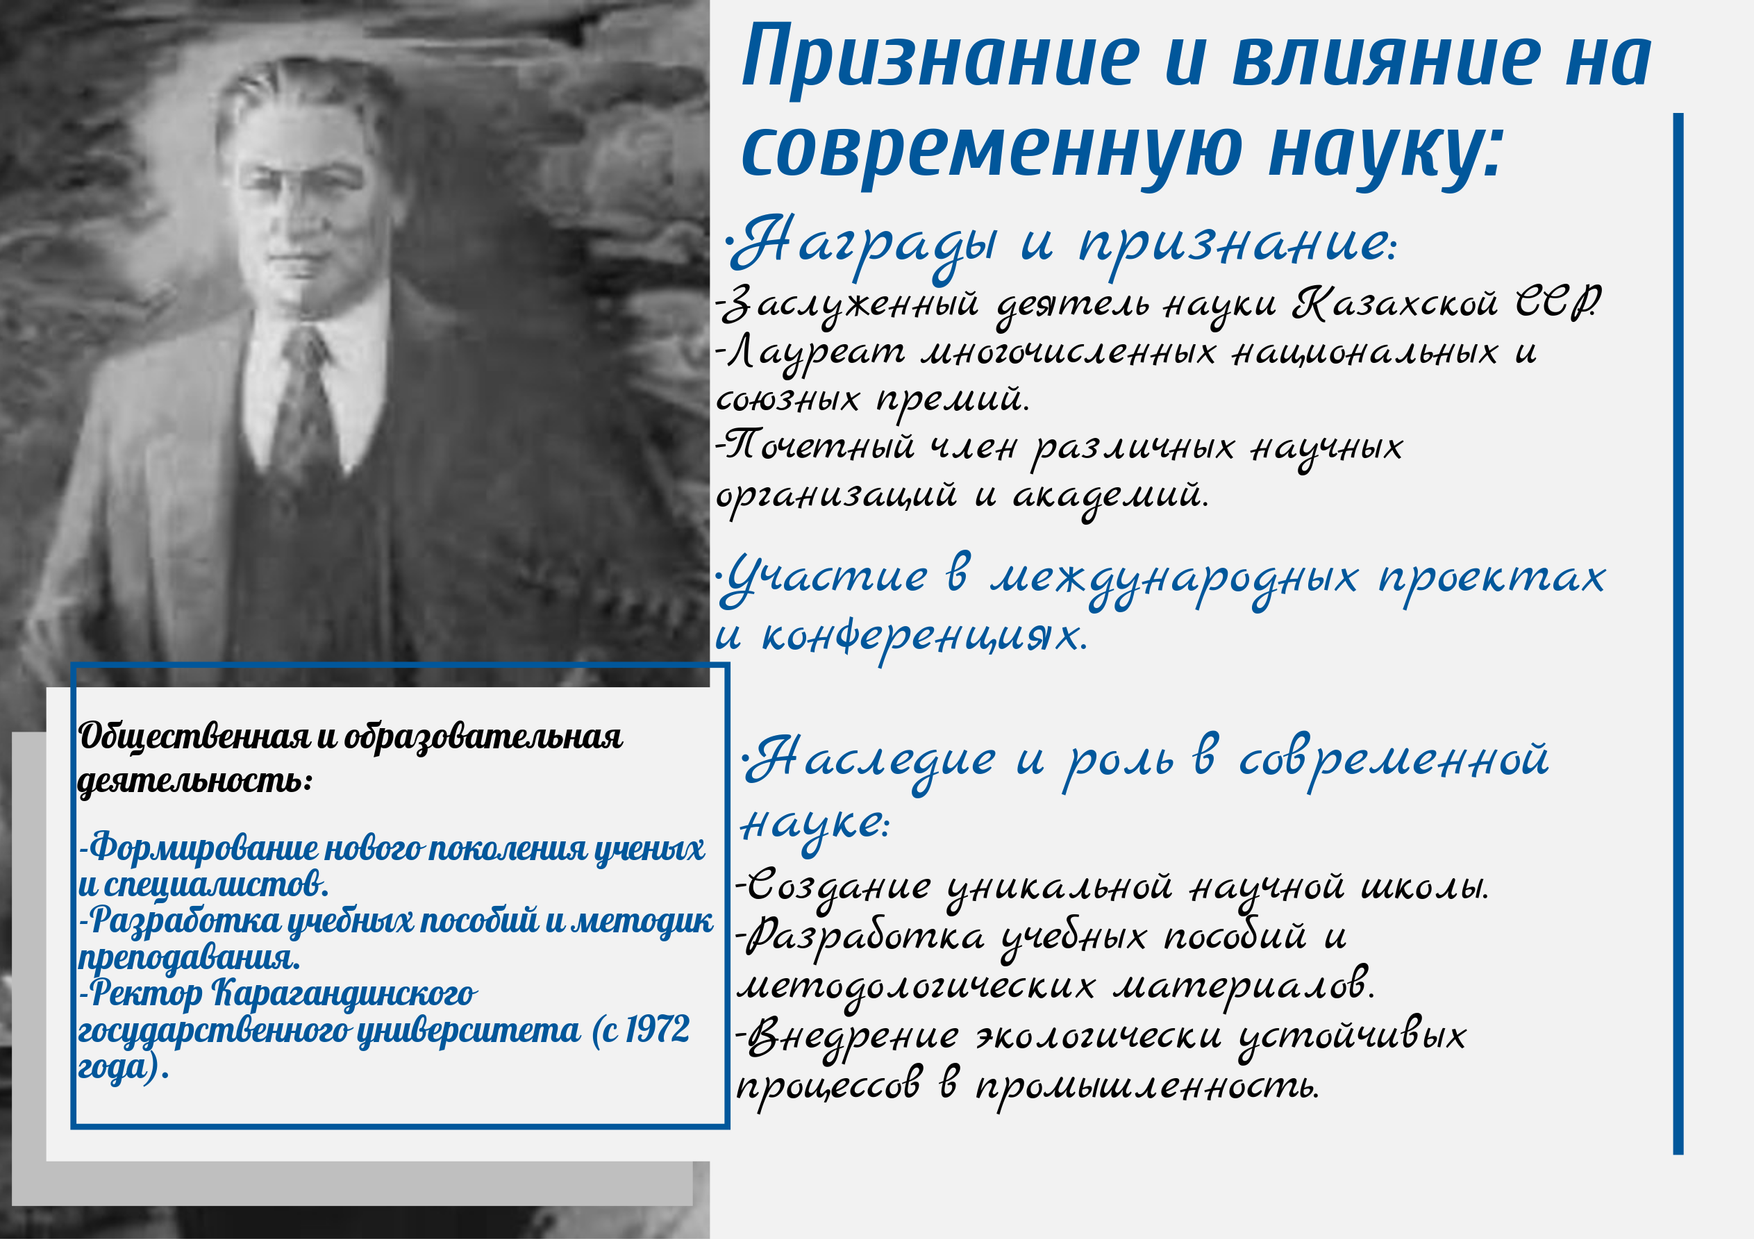 Признание и влияние на
современную науку:
·Награды и признание:
-Заслуженный деятель науки Казахской ССР.
-Лауреат многочисленных национальных и
союзных премий.
-Почетный член различных научных
организаций и академий.
·Участие в международных проектах
и конференциях.
·Наследие и роль в современной
науке:
-Создание уникальной научной школы.
-Разработка учебных пособий и
методологических материалов.
-Внедрение экологически устойчивых
процессов в промышленность.
Общественная и образовательная
деятельность:
-Формирование нового поколения ученых
и специалистов.
-Разработка учебных пособий и методик
преподавания.
-Ректор Карагандинского
государственного университета (с 1972
года).